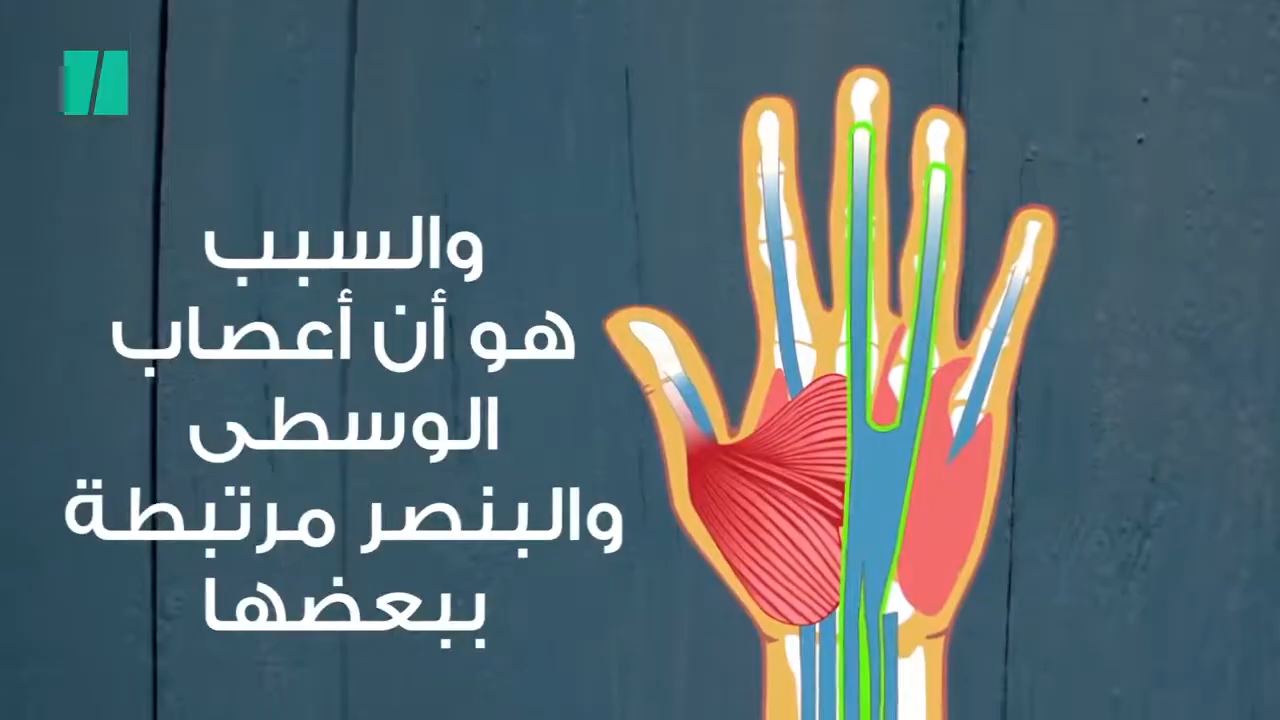 والسبب
هو أن أعصاب
الوسطى
والبنصر مرتبطة
ببعضها